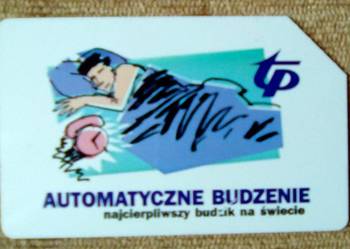 tp
AUTOMATYCZNE BUDZENIE
najcierpliwszy budzik na świecie